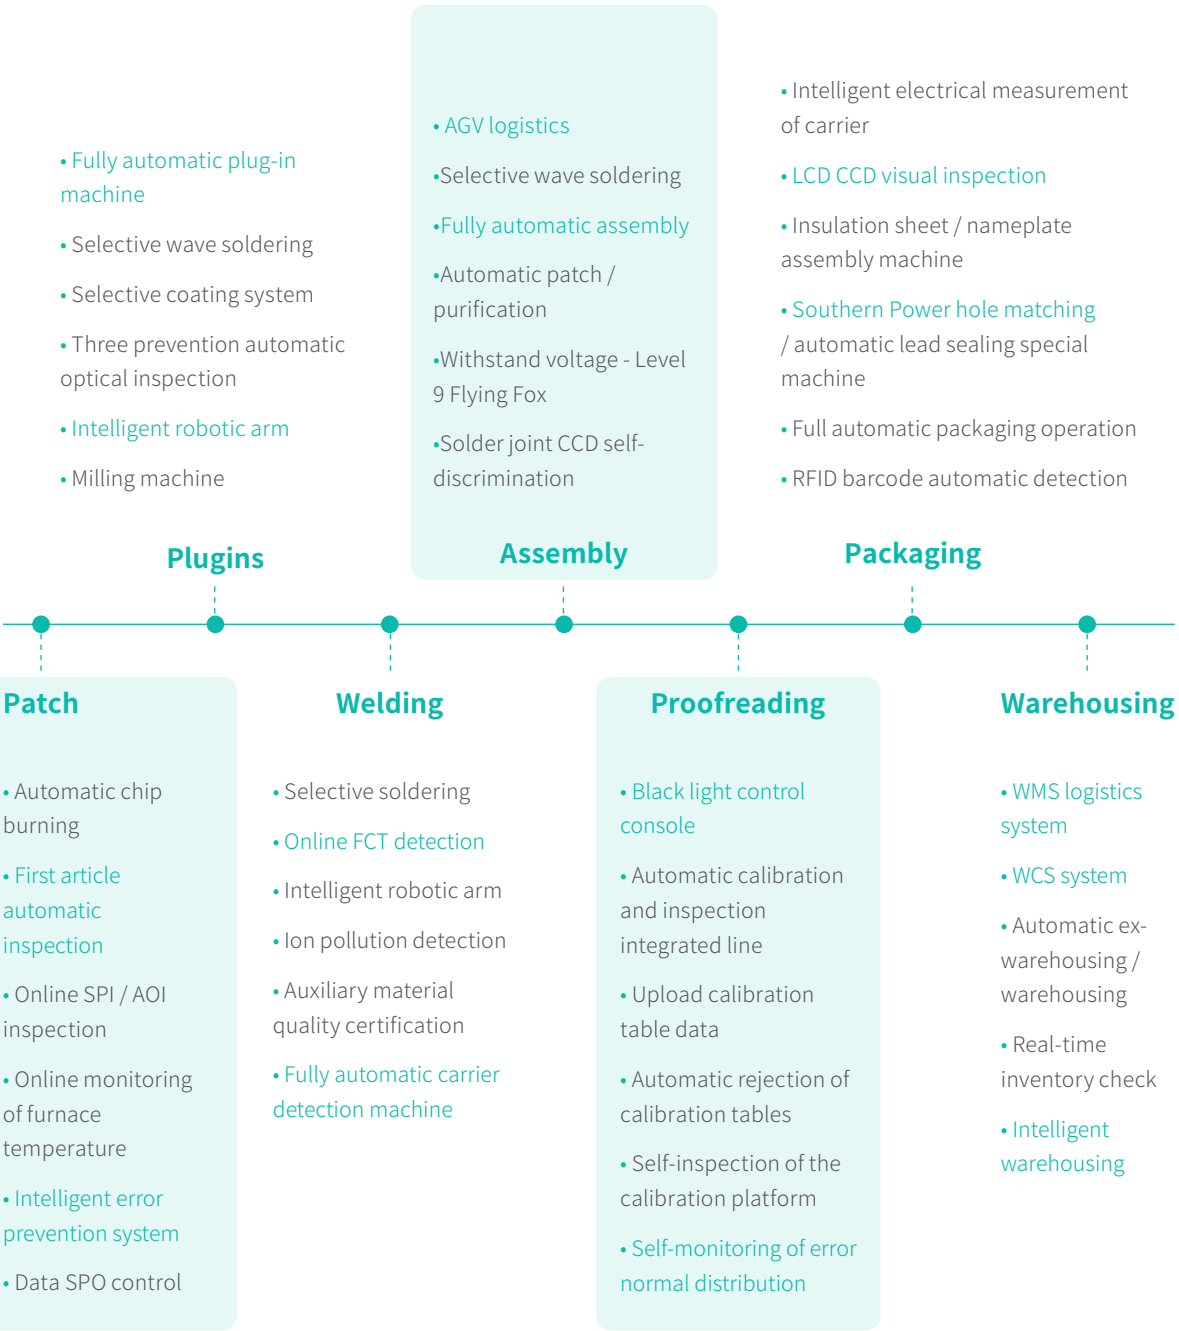 • Fully automatic plug-in
machine
• Selective wave soldering
• Selective coating system
• Three prevention automatic
optical inspection
• Intelligent robotic arm
• Milling machine
Plugins
• AGV logistics
•Selective wave soldering
•Fully automatic assembly
•Automatic patch /
purification
•Withstand voltage - Level
9 Flying Fox
•Solder joint CCD self-
discrimination
Assembly
• Intelligent electrical measurement
of carrier
• LCD CCD visual inspection
• Insulation sheet / nameplate
assembly machine
• Southern Power hole matching
/ automatic lead sealing special
machine
• Full automatic packaging operation
• RFID barcode automatic detection
Packaging
Patch
• Automatic chip
burning
• First article
automatic
inspection
• Online SPI / AOI
inspection
• Online monitoring
of furnace
temperature
• Intelligent error
prevention system
• Data SPO control
Welding
• Selective soldering
• Online FCT detection
• Intelligent robotic arm
• Ion pollution detection
• Auxiliary material
quality certification
• Fully automatic carrier
detection machine
Proofreading
• Black light control
console
• Automatic calibration
and inspection
integrated line
• Upload calibration
table data
• Automatic rejection of
calibration tables
• Self-inspection of the
calibration platform
• Self-monitoring of error
normal distribution
Warehousing
• WMS logistics
system
• WCS system
• Automatic ex-
warehousing /
warehousing
• Real-time
inventory check
• Intelligent
warehousing